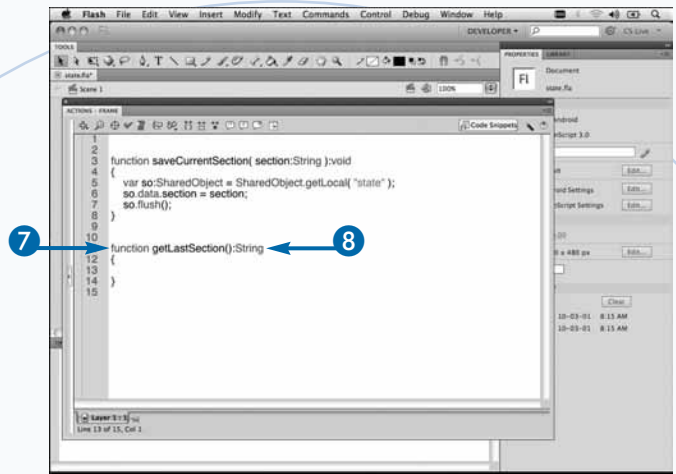 Flash File Edit View Insert Modify Text Commands Control Debug Window Help
DEVELOPER
CS Live
TOOLS
PROPERTIES LIBRARY
state.fla*
Scene 1
100%
Fl
Document
state.fla
ACTIONS - FRAME
Code Snippets
1
2
3 function saveCurrentSection( section:String ):void
4 {
5 var so:SharedObject = SharedObject.getLocal( "state" );
6 so.data.section = section;
7 so.flush();
8 }
9
10
7 function getLastSection():String 8
12 {
13
14 }
15
Android
Script 3.0
Edit...
Settings Edit...
Script Settings Edit...
x 480 px Edit...
Clear
10-03-01 8:15 AM
10-03-01 8:15 AM
Layer 1 : 1
Line 13 of 15, Col 1